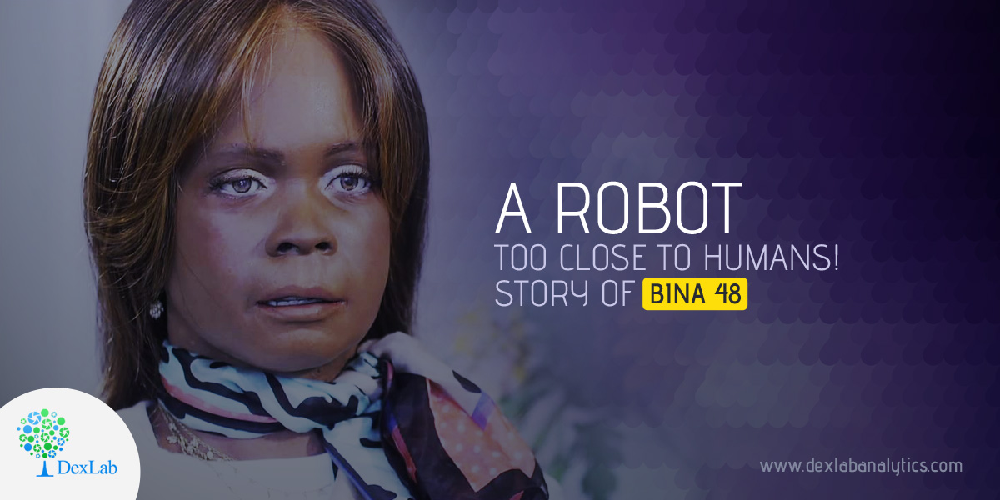 A ROBOT
TOO CLOSE TO HUMANS!
STORY OF BINA 48
DexLab
www.dexlabanalytics.com